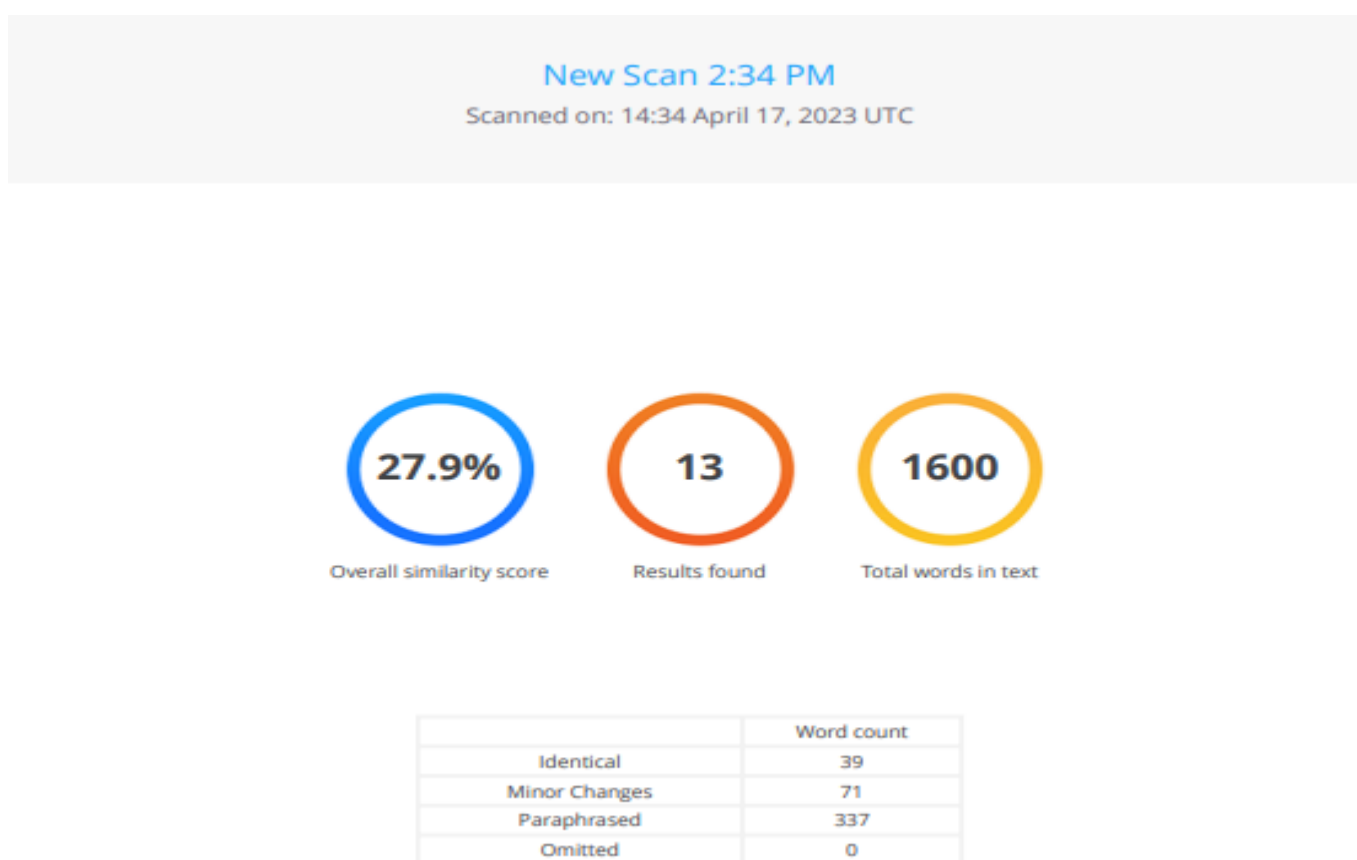 New Scan 2:34 PM
Scanned on: 14:34 April 17, 2023 UTC
27.9%
13
1600
Overall similarity score
Results found
Total words in text
Word count
Identical 39
Minor Changes 71
Paraphrased 337
Omitted 0